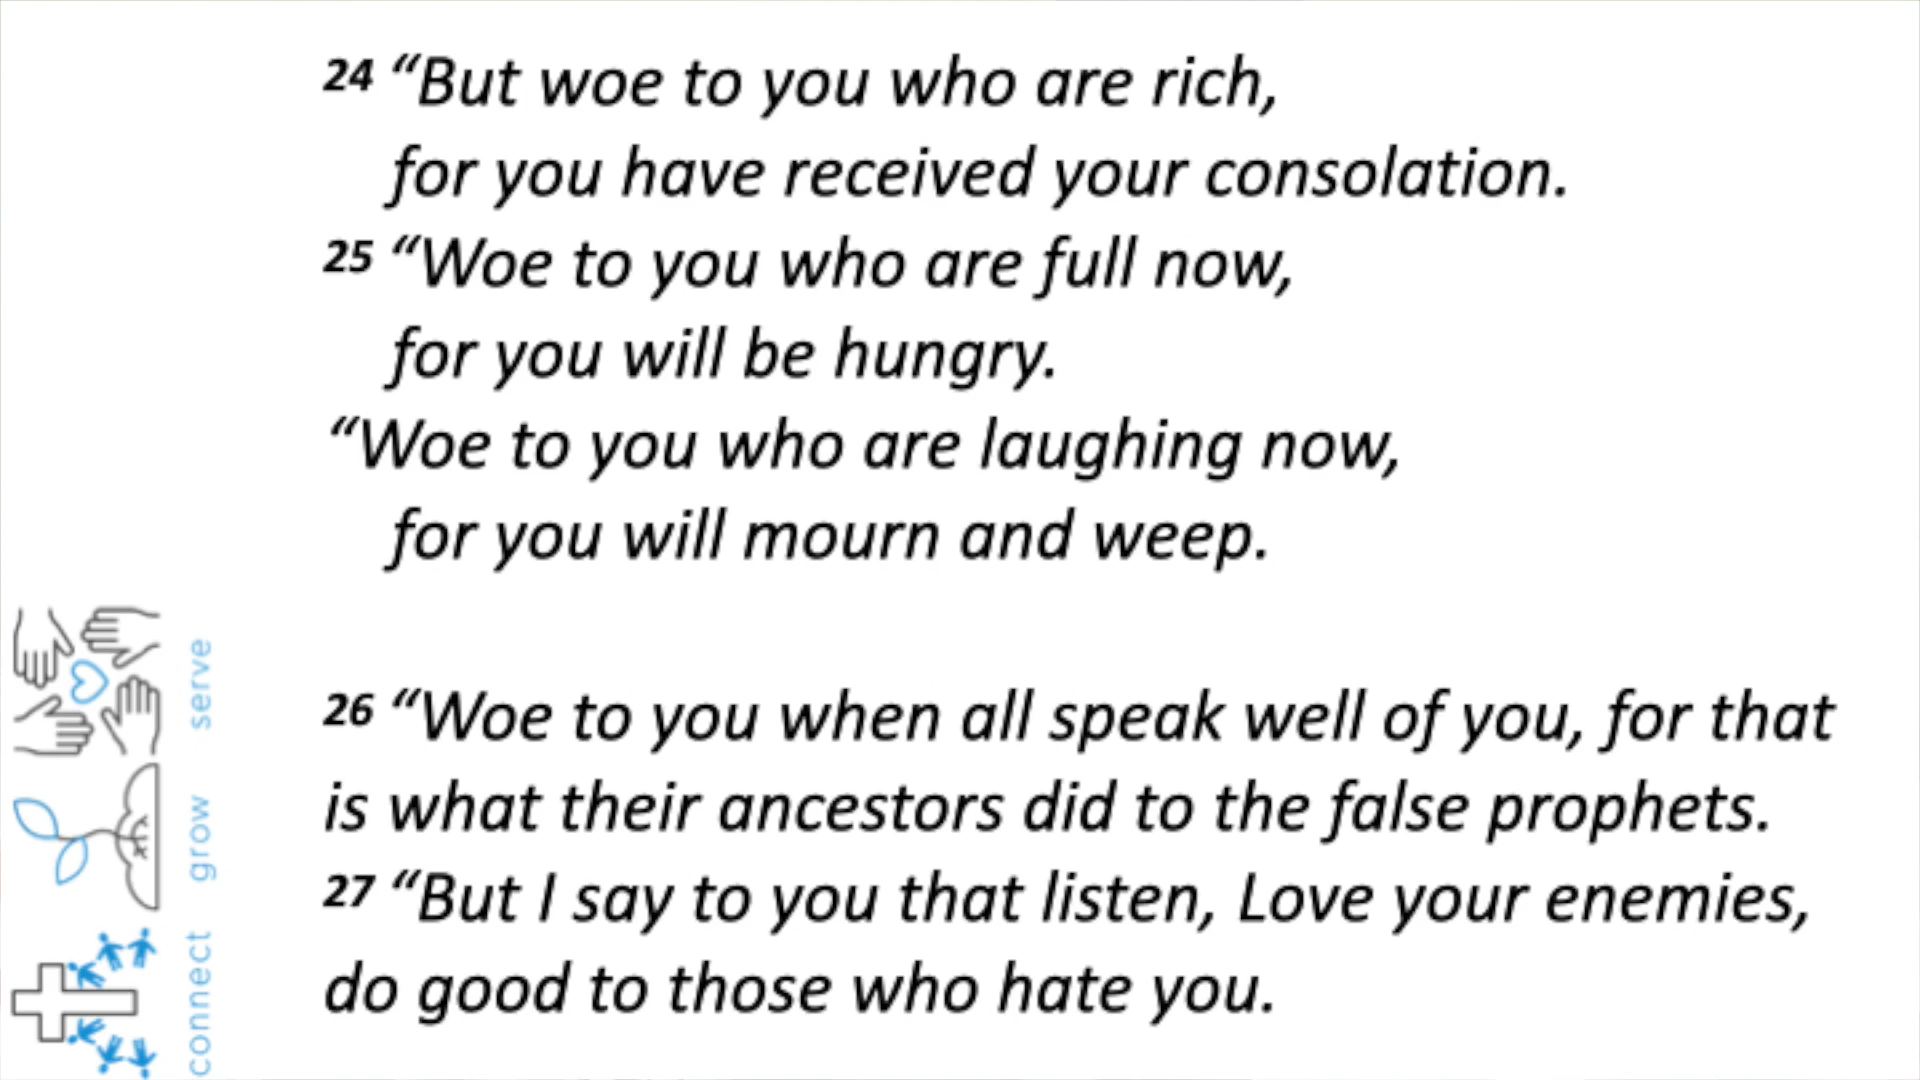 24 “But woe to you who are rich,
for you have received your consolation.
25 “Woe to you who are full now,
for you will be hungry.
“Woe to you who are laughing now,
for you will mourn and weep.
26 “Woe to you when all speak well of you, for that
is what their ancestors did to the false prophets.
27 “But I say to you that listen, Love your enemies,
do good to those who hate you.
connect grow serve